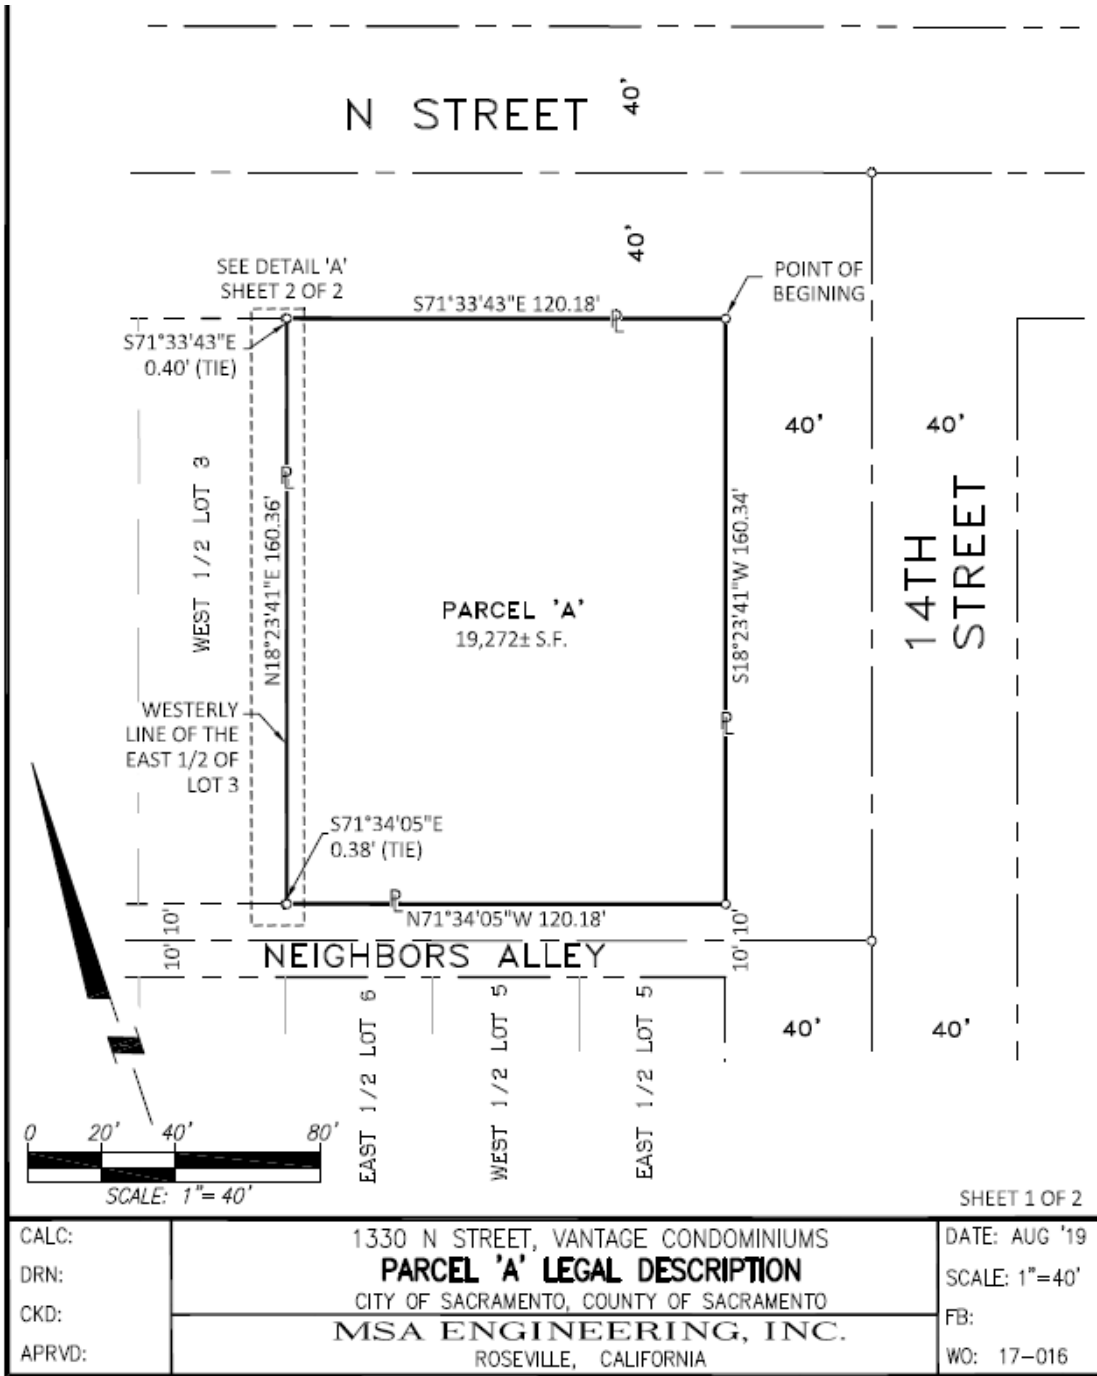 N STREET
40'
40'
SEE DETAIL 'A'
SHEET 2 OF 2
S71°33'43"E 120.18'
PL
POINT OF
BEGINING
S71°33'43"E
0.40' (TIE)
40'
40'
WEST 1/2 LOT 3
PL
N18°23'41"E 160.36'
S18°23'41"W 160.34'
14TH
STREET
PARCEL 'A'
19,272± S.F.
WESTERLY
LINE OF THE
EAST 1/2 OF
LOT 3
PL
S71°34'05"E
0.38' (TIE)
PL
N71°34'05"W 120.18'
10' 10'
10' 10'
NEIGHBORS ALLEY
EAST 1/2 LOT 6
WEST 1/2 LOT 5
EAST 1/2 LOT 5
40'
40'
0 20' 40' 80'
SCALE: 1"= 40'
SHEET 1 OF 2
CALC:
DRN:
CKD:
APRVD:
1330 N STREET, VANTAGE CONDOMINIUMS
PARCEL 'A' LEGAL DESCRIPTION
CITY OF SACRAMENTO, COUNTY OF SACRAMENTO
MSA ENGINEERING, INC.
ROSEVILLE, CALIFORNIA
DATE: AUG '19
SCALE: 1"=40'
FB:
WO: 17-016